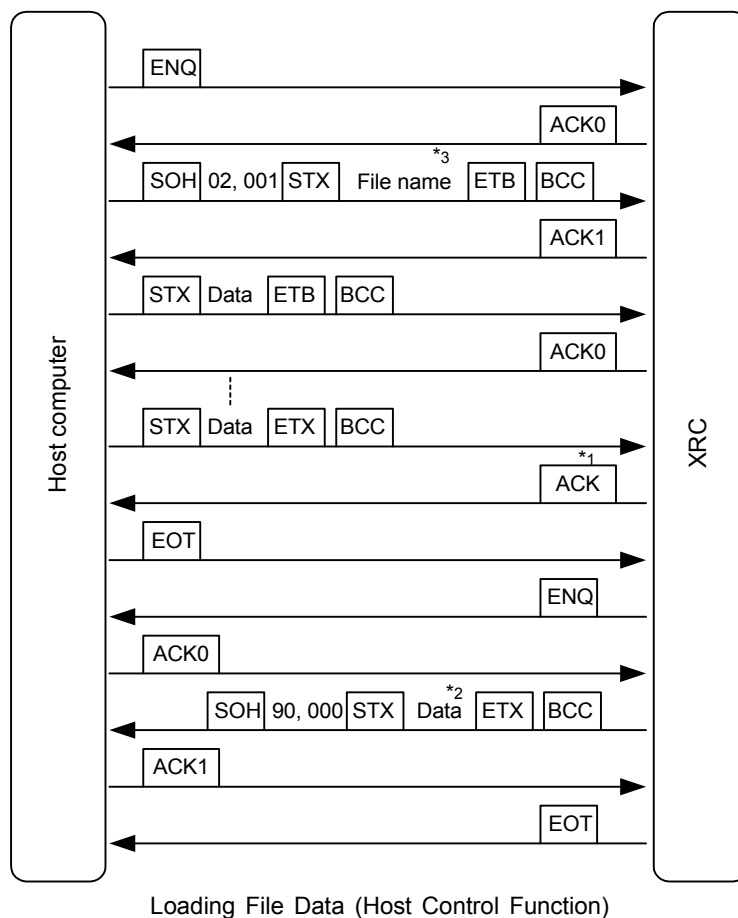 Host computer
XRC
ENQ
ACK0
*3
SOH 02, 001 STX File name ETB BCC
ACK1
STX Data ETB BCC
ACK0
STX Data ETX BCC
*1
ACK
EOT
ENQ
ACK0
*2
SOH 90, 000 STX Data ETX BCC
ACK1
EOT
Loading File Data (Host Control Function)